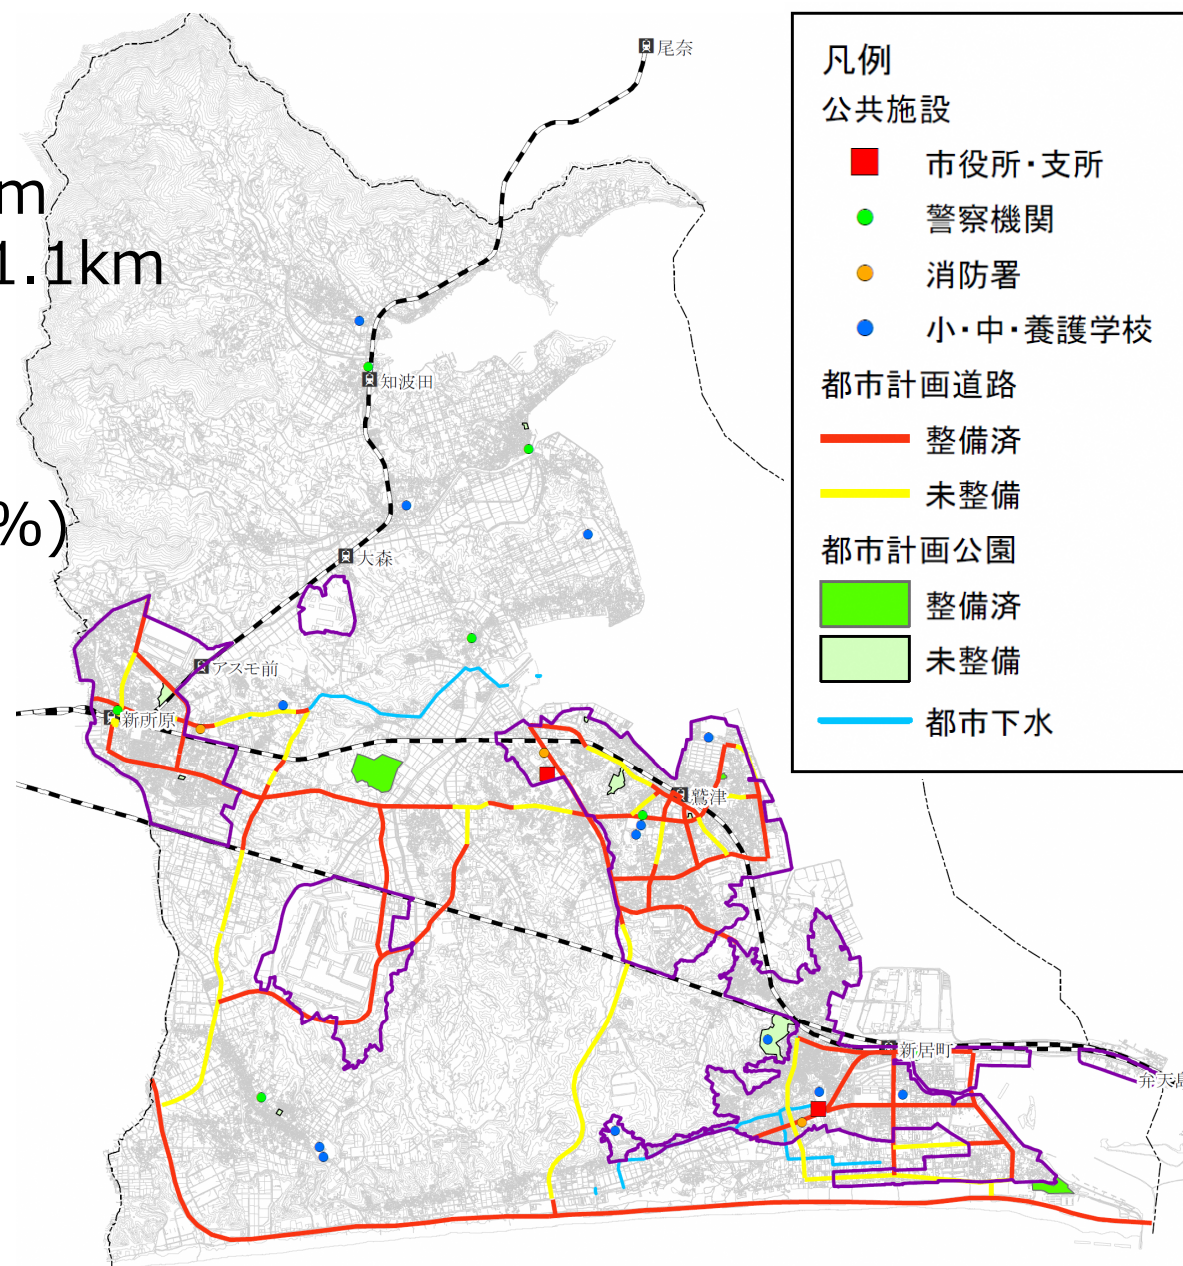 尾奈
m
1.1km
知波田
%)
大森
アスモ前
新所原
鷲津
新居町
弁天島
凡例
公共施設
市役所・支所
警察機関
消防署
小・中・養護学校
都市計画道路
整備済
未整備
都市計画公園
整備済
未整備
都市下水